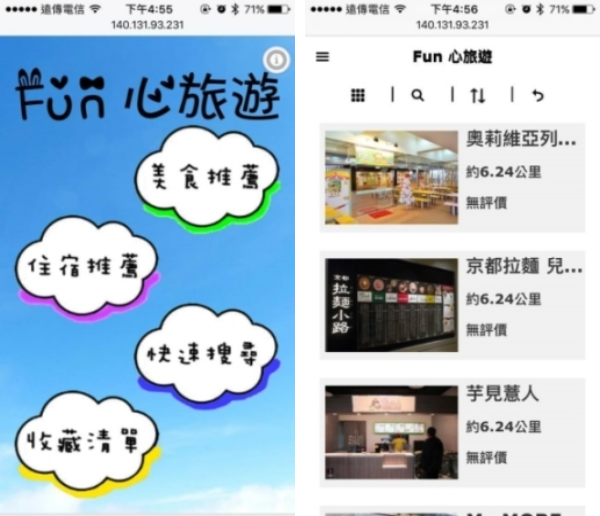 遠傳電信 下午4:55 71%
140.131.93.231
Fun 心旅遊
美食推薦
住宿推薦
快速搜尋
收藏清單
遠傳電信 下午4:56 71%
140.131.93.231
Fun 心旅遊
奧莉維亞列...
約6.24公里
無評價
京都拉麵 兒...
約6.24公里
無評價
京都
拉麵小路
芋見薏人
約6.24公里
無評價